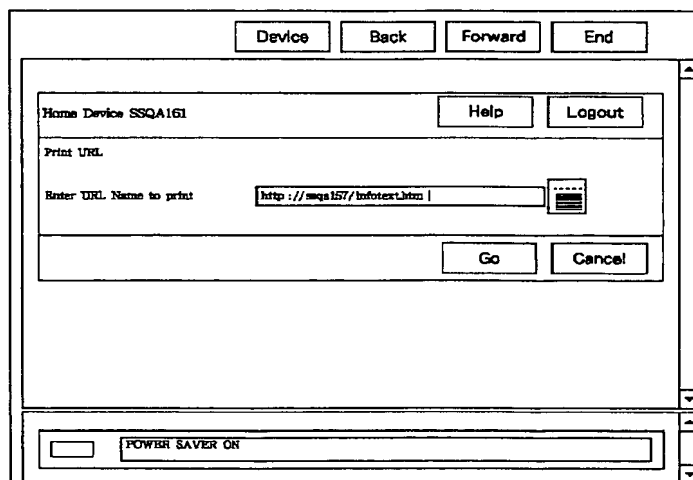 Device Back Forward End
Home Device SSQA161 Help Logout
Print URL
Enter URL Name to print http://ssqa157/infotext.htm
Go Cancel
POWER SAVER ON